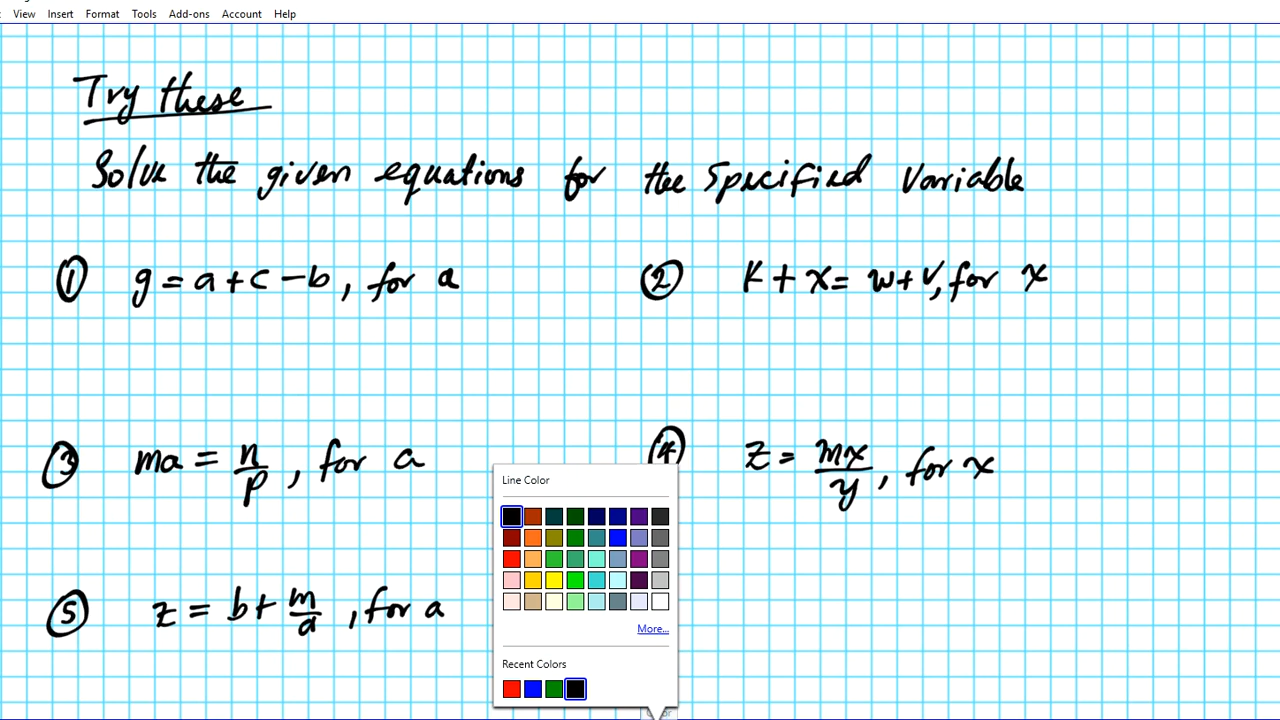 View Insert Format Tools Add-ons Account Help
Try these
Solve the given equations for the specified variable
① g = a + c - b, for a ② K + x = w + v, for x
③ ma = n/p, for a ④ z = mx/y, for x
Line Color
⑤ z = b + m/a, for a
More...
Recent Colors